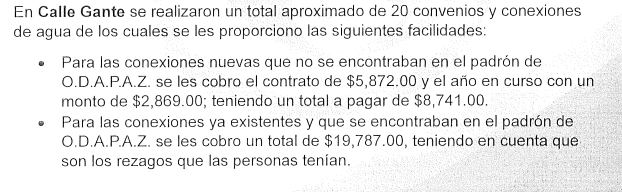 En Calle Gante se realizaron un total aproximado de 20 convenios y conexiones
de agua de los cuales se les proporciono las siguientes facilidades:
• Para las conexiones nuevas que no se encontraban en el padrón de
O.D.A.P.A.Z. se les cobro el contrato de $5,872.00 y el año en curso con un
monto de $2,869.00; teniendo un total a pagar de $8,741.00.
• Para las conexiones ya existentes y que se encontraban en el padrón de
O.D.A.P.A.Z. se les cobro un total de $19,787.00, teniendo en cuenta que
son los rezagos que las personas tenían.